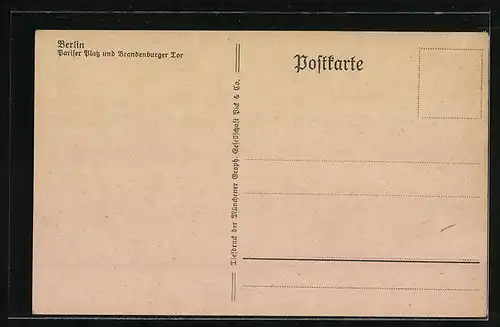 Berlin
Pariser Platz und Brandenburger Tor
Postkarte
Tiefdruck der Münchener Graph. Gesellschaft Pick & Co.